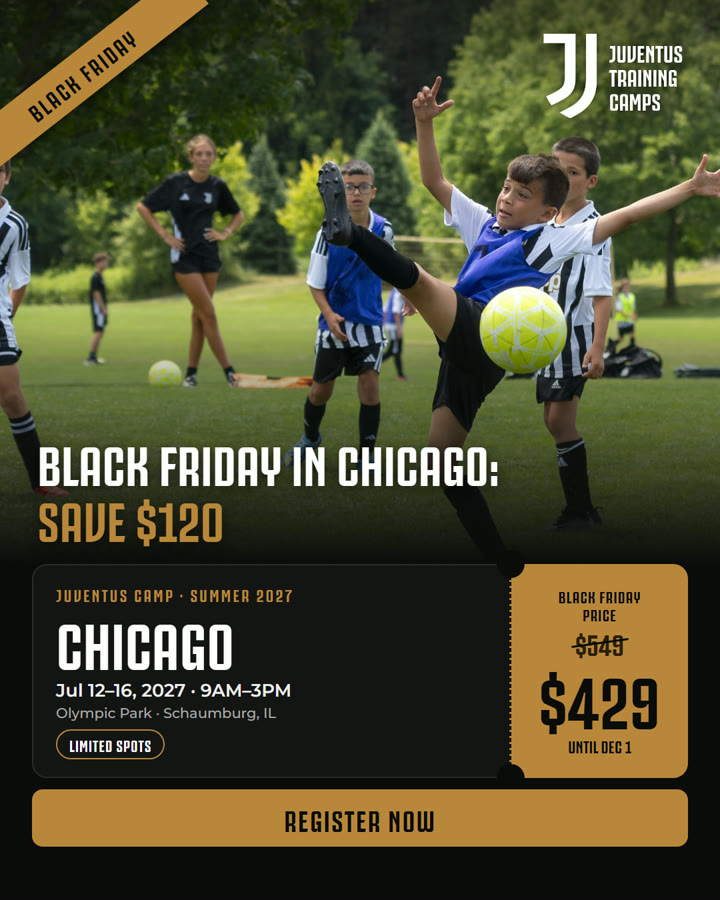 BLACK FRIDAY
JUVENTUS
TRAINING
CAMPS
BLACK FRIDAY IN CHICAGO:
SAVE $120
JUVENTUS CAMP · SUMMER 2027
CHICAGO
Jul 12–16, 2027 · 9AM–3PM
Olympic Park · Schaumburg, IL
LIMITED SPOTS
BLACK FRIDAY
PRICE
$549
$429
UNTIL DEC 1
REGISTER NOW